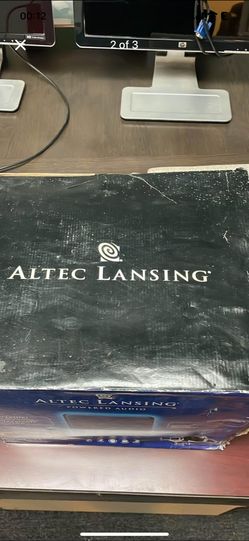 00:12
2 of 3
ALTEC LANSING
ALTEC LANSING
POWERED AUDIO